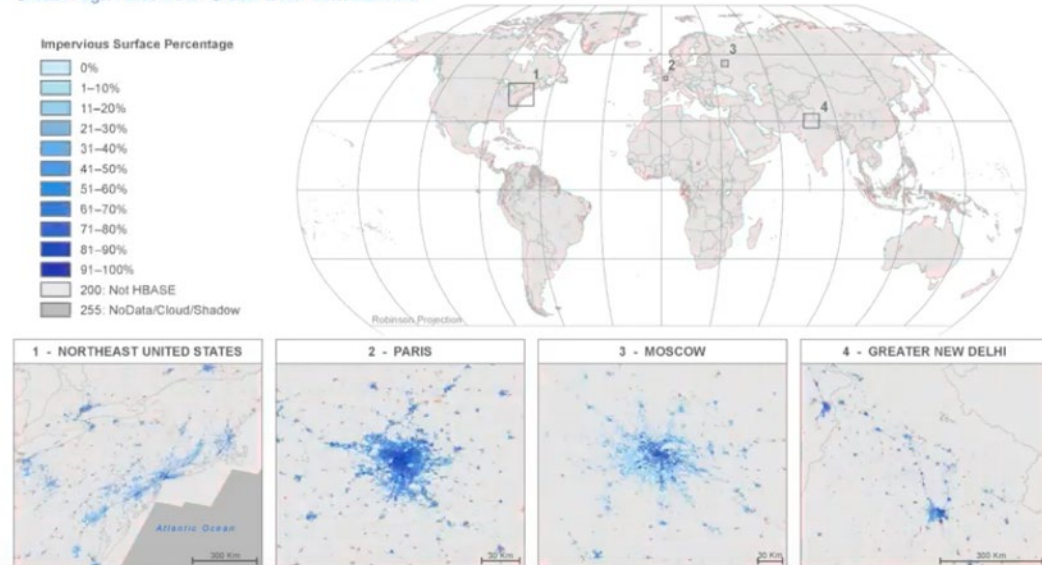 Impervious Surface Percentage
0%
1–10%
11–20%
21–30%
31–40%
41–50%
51–60%
61–70%
71–80%
81–90%
91–100%
200: Not HBASE
255: NoData/Cloud/Shadow
1
2
3
4
Robinson Projection
1 - NORTHEAST UNITED STATES
2 - PARIS
3 - MOSCOW
4 - GREATER NEW DELHI
Atlantic Ocean
300 Km
30 Km
30 Km
300 Km